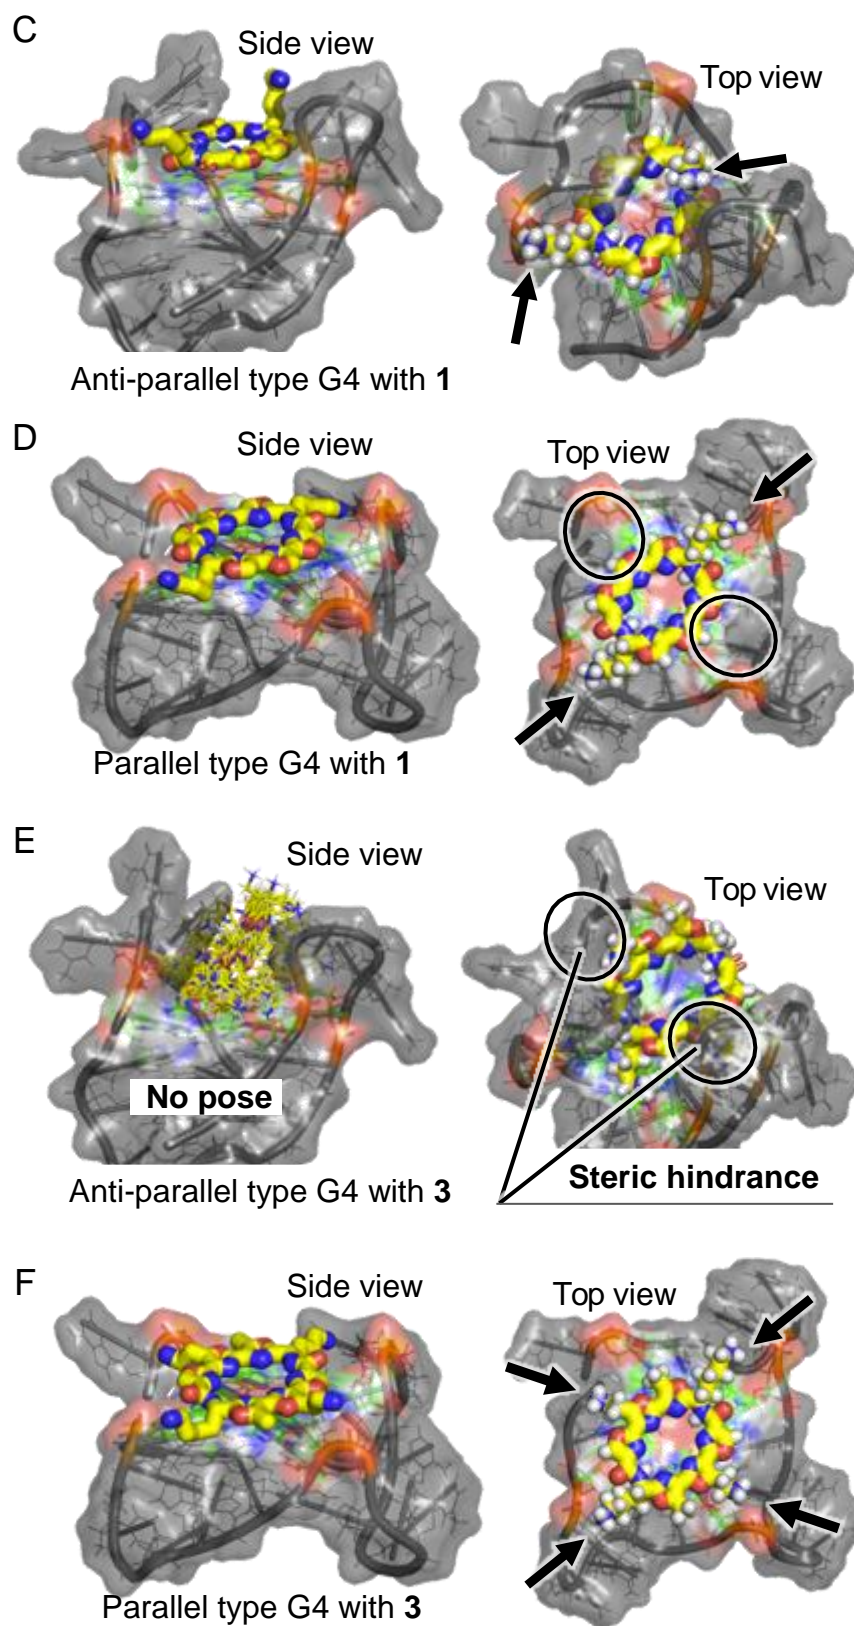 C
Side view
Top view
Anti-parallel type G4 with 1
D
Side view
Top view
Parallel type G4 with 1
E
Side view
Top view
No pose
Steric hindrance
Anti-parallel type G4 with 3
F
Side view
Top view
Parallel type G4 with 3